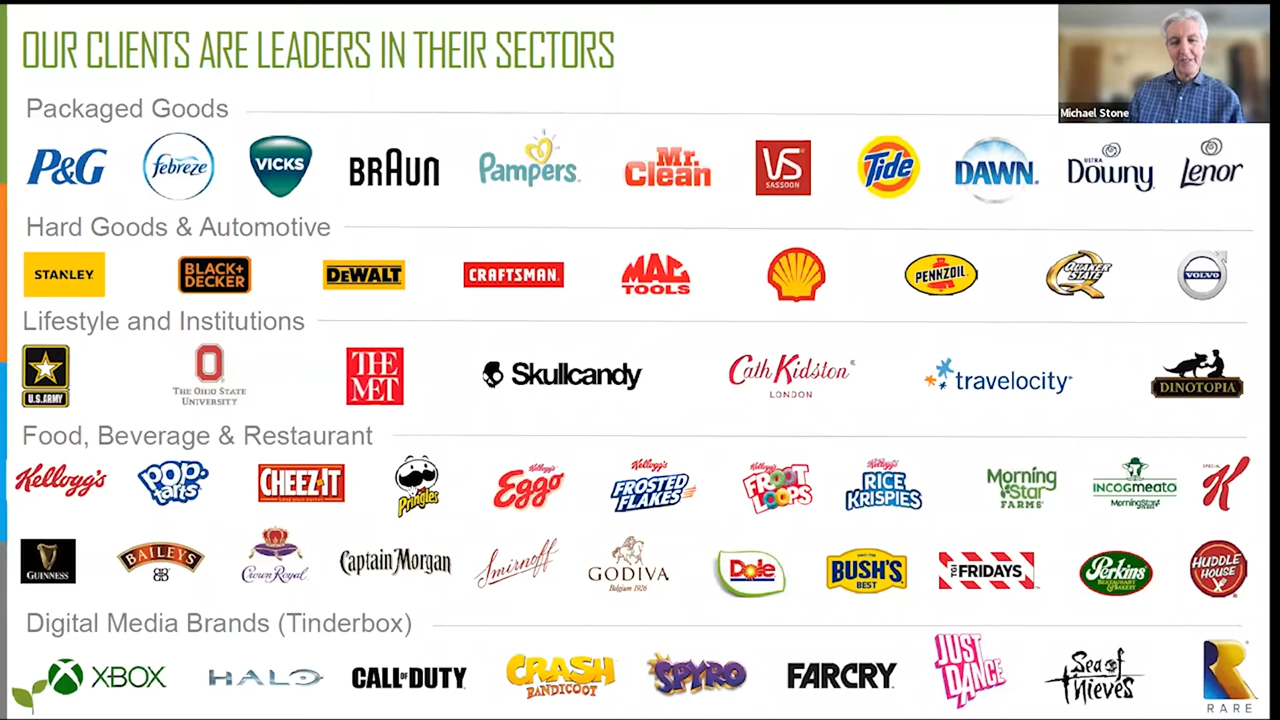 OUR CLIENTS ARE LEADERS IN THEIR SECTORS
Michael Stone
Packaged Goods
P&G febreze VICKS BRAUN Pampers. Mr. Clean VS SASSOON Tide DAWN. ULTRA Downy. Lenor
Hard Goods & Automotive
STANLEY BLACK+ DECKER DEWALT CRAFTSMAN. MAC TOOLS PENNZOIL. QUAKER STATE VOLVO
Lifestyle and Institutions
U.S.ARMY THE OHIO STATE UNIVERSITY THE MET Skullcandy Cath Kidston® LONDON travelocity DINOTOPIA
Food, Beverage & Restaurant
Kellogg's pop·tarts CHEEZ-IT Pringles Kellogg's Eggo Kellogg's FROSTED FLAKES Kellogg's FROOT LOOPS Kellogg's RICE KRISPIES Morning Star FARMS INCOGmeato MorningStar FARMS SPECIAL K
GUINNESS BAILEYS Crown Royal Captain Morgan Smirnoff GODIVA Belgium 1926 Dole BUSH'S BEST TGI FRIDAYS Perkins RESTAURANT & BAKERY HUDDLE HOUSE
Digital Media Brands (Tinderbox)
XBOX HALO CALL OF DUTY CRASH BANDICOOT SPYRO FARCRY JUST DANCE Sea of Thieves R RARE